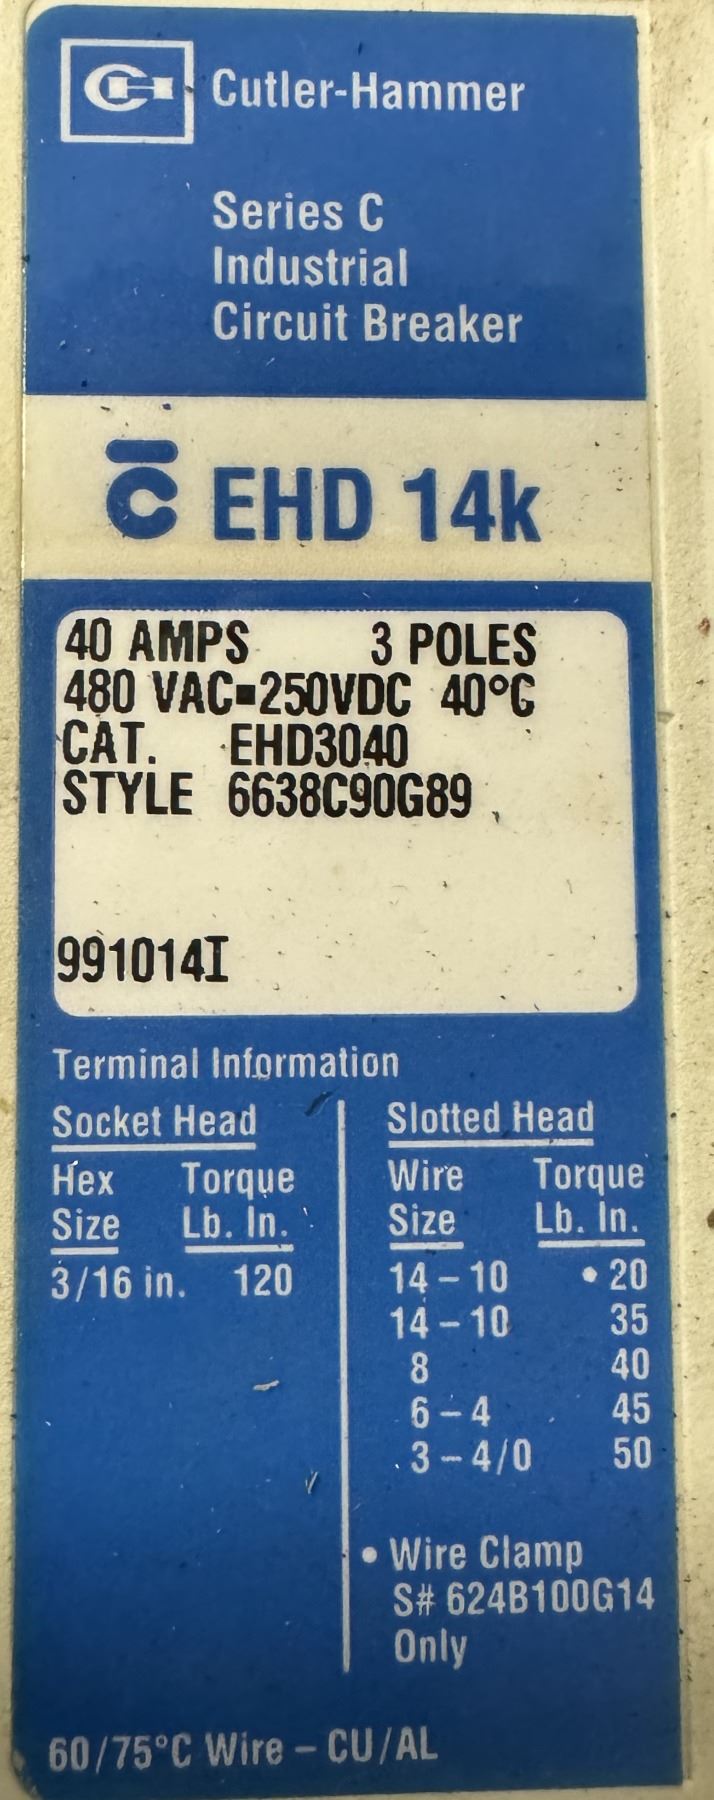 CH Cutler-Hammer
Series C
Industrial
Circuit Breaker
C̄ EHD 14k
40 AMPS 3 POLES
480 VAC▪250VDC 40°C
CAT. EHD3040
STYLE 6638C90G89
991014I
Terminal Information
Socket Head
Hex Torque
Size Lb. In.
3/16 in. 120
Slotted Head
Wire Torque
Size Lb. In.
14 – 10 • 20
14 – 10 35
8 40
6 – 4 45
3 – 4/0 50
• Wire Clamp
S# 624B100G14
Only
60/75°C Wire – CU/AL